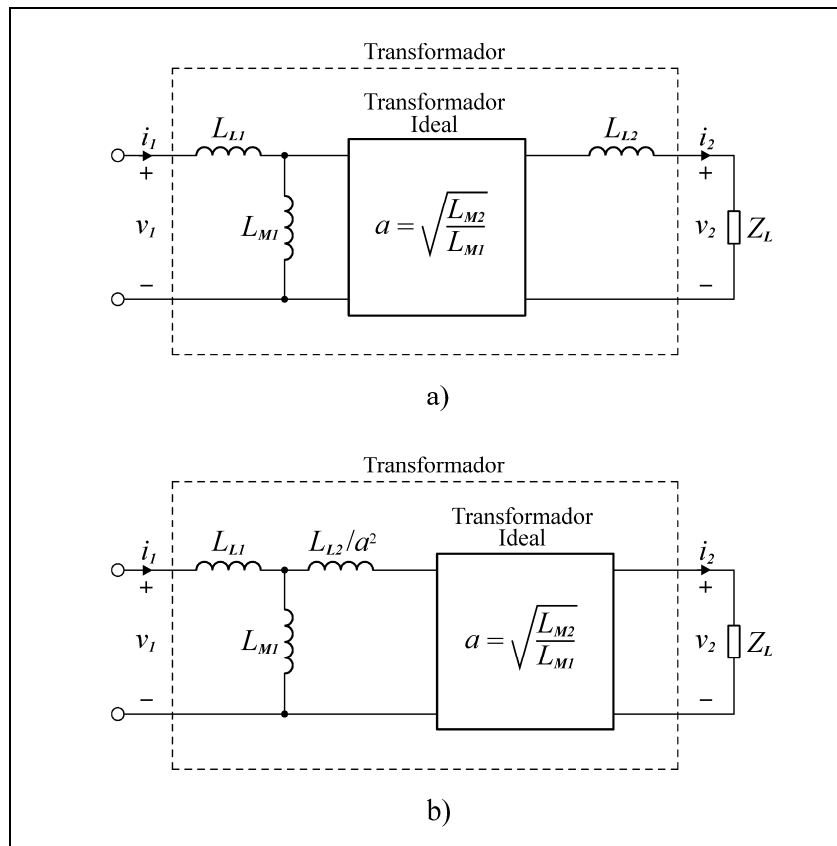 Transformador
Transformador
Ideal
i₁
L_L1
L_L2
i₂
+
+
v₁
L_M1
a = √(L_M2/L_M1)
v₂
Z_L
−
−
a)
Transformador
Transformador
Ideal
i₁
L_L1
L_L2/a²
i₂
+
+
v₁
L_M1
a = √(L_M2/L_M1)
v₂
Z_L
−
−
b)